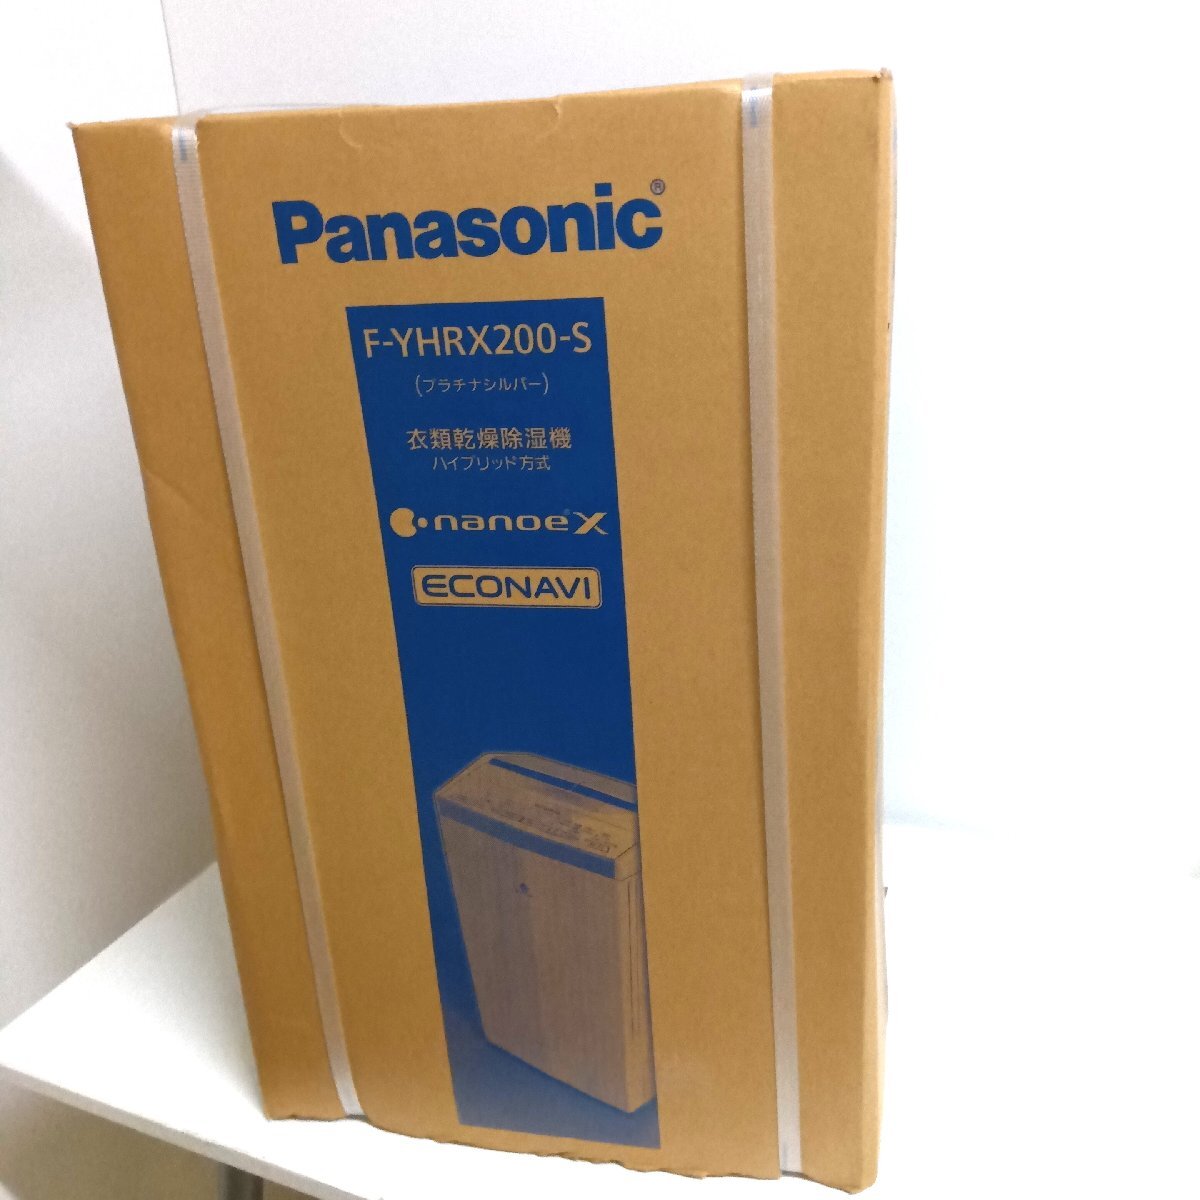 Panasonic®
F-YHRX200-S
(プラチナシルバー)
衣類乾燥除湿機
ハイブリッド方式
nanoe® X
ECONAVI